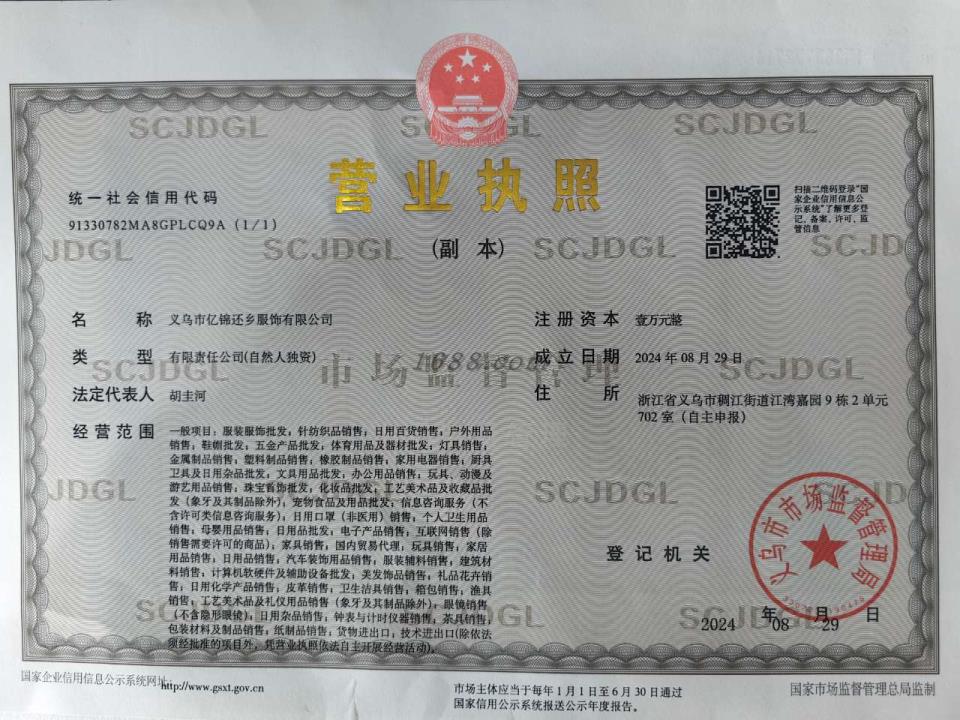 营业执照
（副 本）
统一社会信用代码
91330782MA8GPLCQ9A（1/1）
扫描二维码登录“国
家企业信用信息公
示系统”了解更多登
记、备案、许可、监
管信息
名称 义乌市亿锦还乡服饰有限公司
类型 有限责任公司(自然人独资)
法定代表人 胡圭河
经营范围 一般项目：服装服饰批发；针纺织品销售；日用百货销售；户外用品
销售；鞋帽批发；五金产品批发；体育用品及器材批发；灯具销售；
金属制品销售；塑料制品销售；橡胶制品销售；家用电器销售；厨具
卫具及日用杂品批发；文具用品批发；办公用品销售；玩具、动漫及
游艺用品销售；珠宝首饰批发；化妆品批发；工艺美术品及收藏品批
发（象牙及其制品除外）；宠物食品及用品批发；信息咨询服务（不
含许可类信息咨询服务）；日用口罩（非医用）销售；个人卫生用品
销售；母婴用品销售；日用品批发；电子产品销售；互联网销售（除
销售需要许可的商品）；家具销售；国内贸易代理；玩具销售；家居
用品销售；日用品销售；汽车装饰用品销售；服装辅料销售；建筑材
料销售；计算机软硬件及辅助设备批发；美发饰品销售；礼品花卉销
售；日用化学产品销售；皮革销售；卫生洁具销售；箱包销售；渔具
销售；工艺美术品及礼仪用品销售（象牙及其制品除外）；眼镜销售
（不含隐形眼镜）；日用杂品销售；钟表与计时仪器销售；茶具销售；
包装材料及制品销售；纸制品销售；货物进出口；技术进出口(除依法
须经批准的项目外，凭营业执照依法自主开展经营活动)。
注册资本 壹万元整
成立日期 2024年08月29日
住所 浙江省义乌市稠江街道江湾嘉园9栋2单元
702室（自主申报）
1688.com
市场监督管理
SCJDGL
登记机关
义乌市市场监督管理局
2024年08月29日
国家企业信用信息公示系统网址：http://www.gsxt.gov.cn
市场主体应当于每年1月1日至6月30日通过
国家信用公示系统报送公示年度报告。
国家市场监督管理总局监制